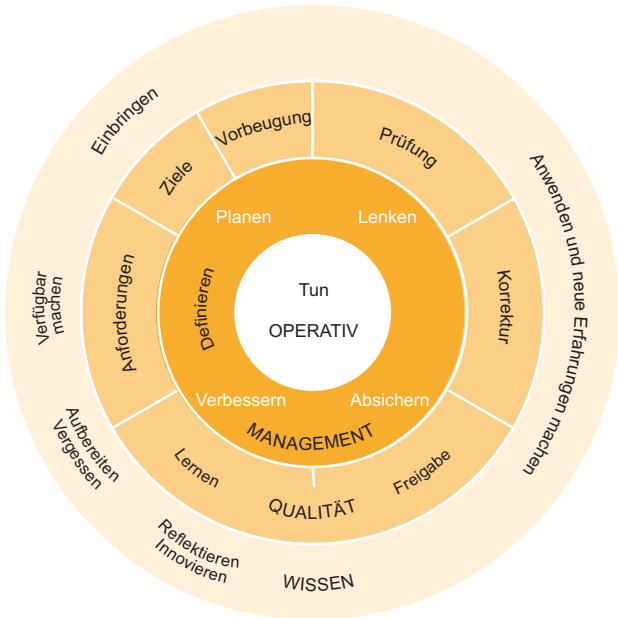 Einbringen
Vorbeugung
Prüfung
Ziele
Anwenden und neue Erfahrungen machen
Planen
Lenken
Verfügbar
machen
Anforderungen
Definieren
Tun
OPERATIV
Korrektur
Verbessern
Absichern
MANAGEMENT
Aufbereiten
Vergessen
Lernen
Freigabe
QUALITÄT
Reflektieren
Innovieren
WISSEN